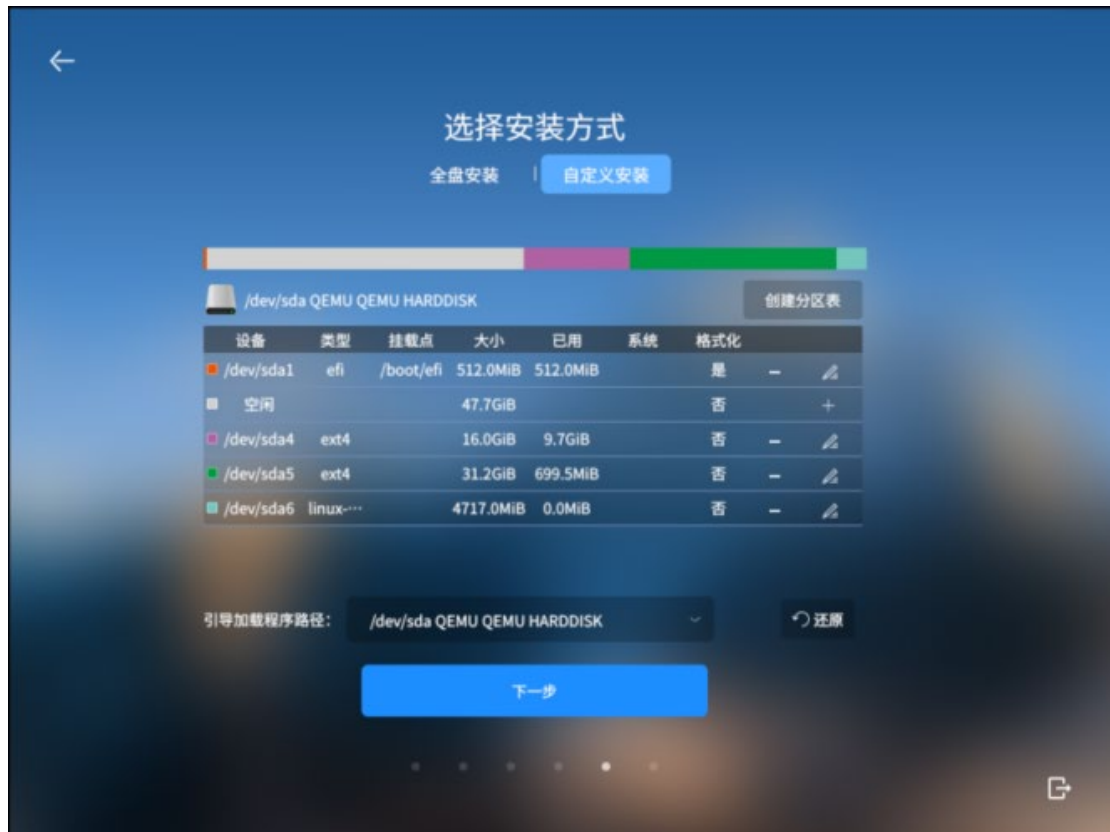 选择安装方式
全盘安装 | 自定义安装
/dev/sda QEMU QEMU HARDDISK 创建分区表
设备 类型 挂载点 大小 已用 系统 格式化
/dev/sda1 efi /boot/efi 512.0MiB 512.0MiB 是 –
空闲 47.7GiB 否 +
/dev/sda4 ext4 16.0GiB 9.7GiB 否 –
/dev/sda5 ext4 31.2GiB 699.5MiB 否 –
/dev/sda6 linux-… 4717.0MiB 0.0MiB 否 –
引导加载程序路径： /dev/sda QEMU QEMU HARDDISK 还原
下一步